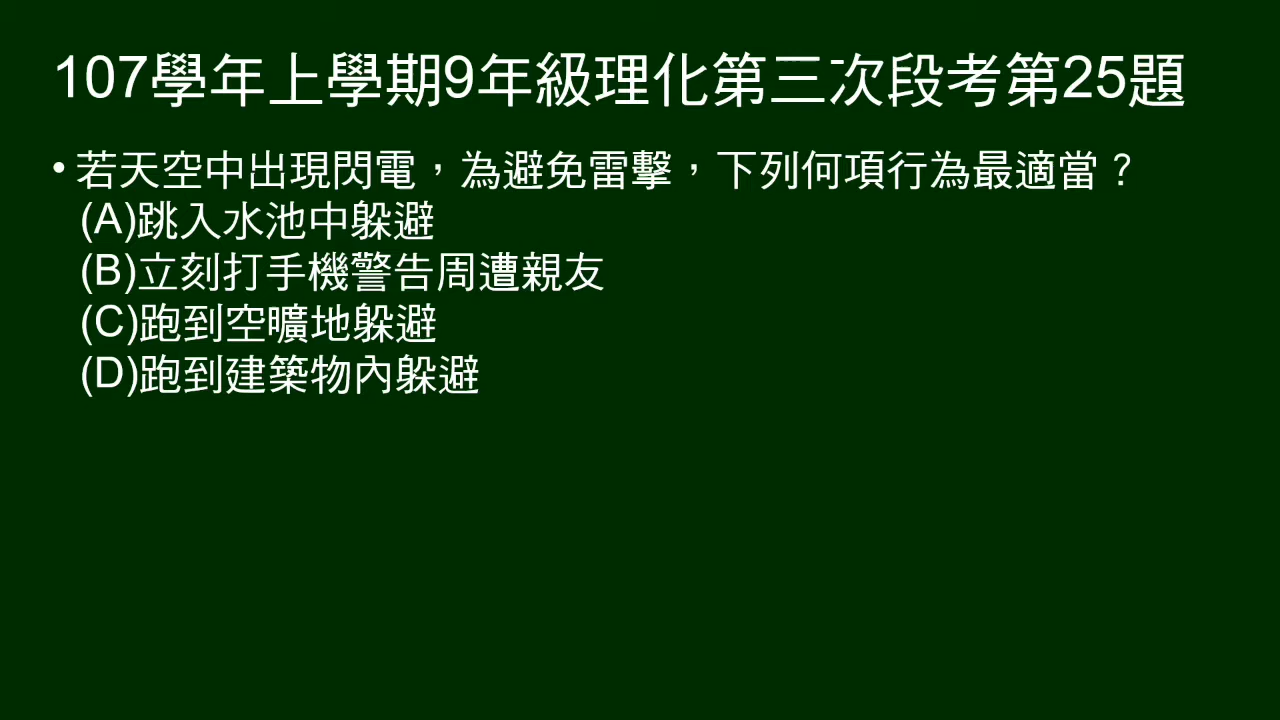 107學年上學期9年級理化第三次段考第25題
• 若天空中出現閃電，為避免雷擊，下列何項行為最適當？
(A)跳入水池中躲避
(B)立刻打手機警告周遭親友
(C)跑到空曠地躲避
(D)跑到建築物內躲避